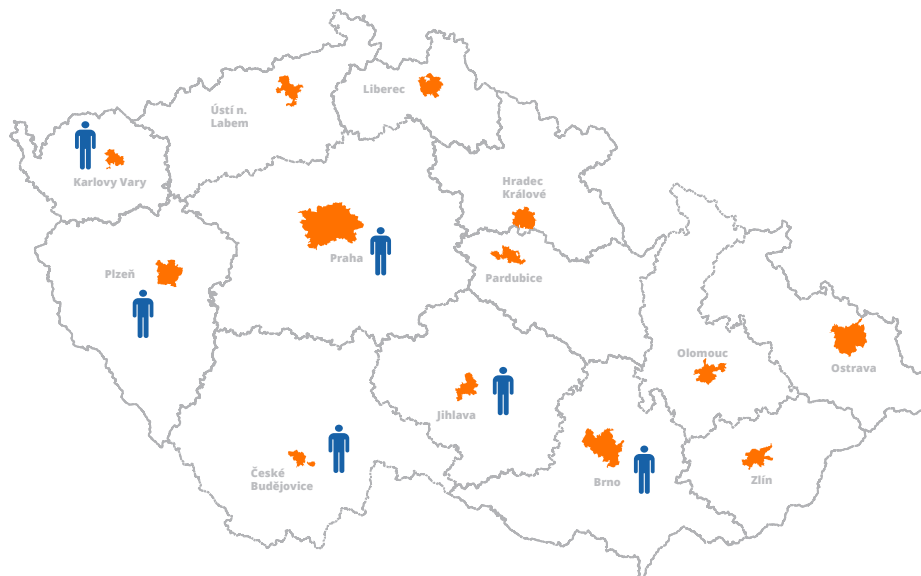 Liberec
Ústí n.
Labem
Karlovy Vary
Hradec
Králové
Praha
Plzeň
Pardubice
Olomouc
Ostrava
Jihlava
České
Budějovice
Brno
Zlín